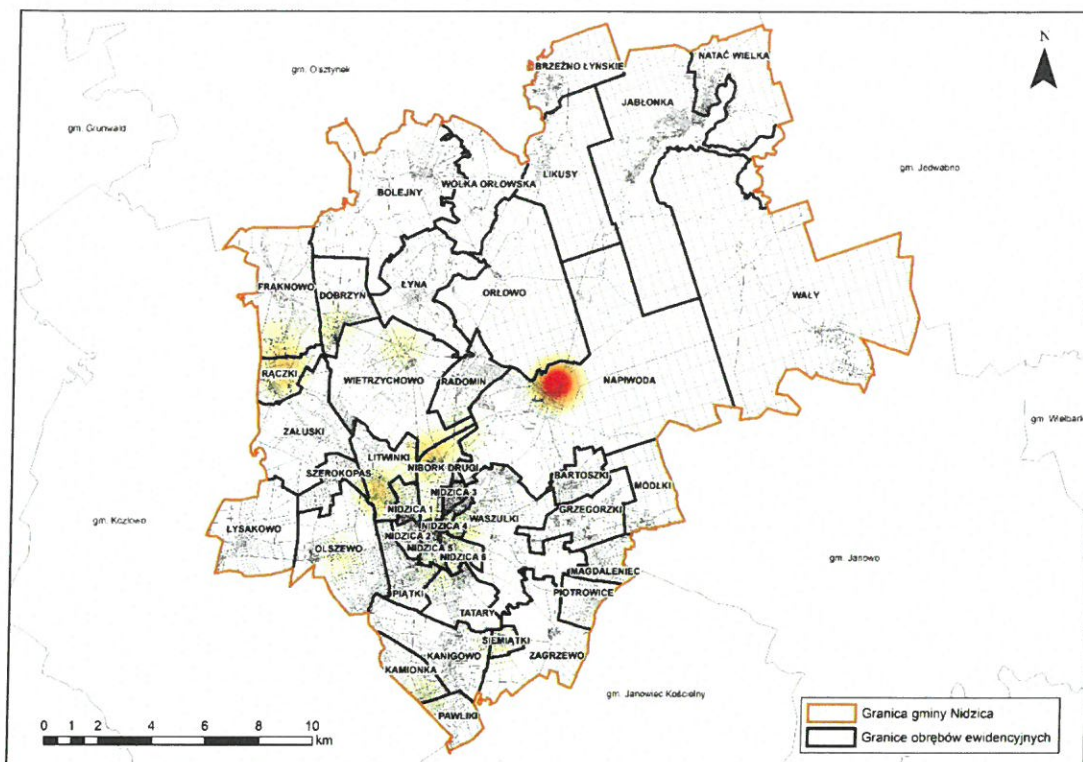 N
gm. Olsztynek
gm. Grunwald
gm. Jedwabno
gm. Wielbark
gm. Kozłowo
gm. Janowo
gm. Janowiec Kościelny
BRZEŹNO ŁYŃSKIE
NATAĆ WIELKA
JABŁONKA
LIKUSY
WÓLKA ORŁOWSKA
BOLEJNY
FRĄKNOWO
DOBRZYŃ
ŁYNA
ORŁOWO
WAŁY
RĄCZKI
WIETRZYCHOWO
RADOMIN
NAPIWODA
ZAŁUSKI
LITWINKI
NIBORK DRUGI
SZEROKOPAS
BARTOSZKI
MODŁKI
NIDZICA 3
NIDZICA 1
GRZEGÓRZKI
ŁYSAKOWO
NIDZICA 4
WASZULKI
NIDZICA 2
OLSZEWO
NIDZICA 5
NIDZICA 6
MAGDALENIEC
PIĄTKI
PIOTROWICE
TATARY
SIEMIĄTKI
KANIGOWO
ZAGRZEWO
KAMIONKA
PAWLIKI
0 2 4 6 8 10
km
Granica gminy Nidzica
Granice obrębów ewidencyjnych